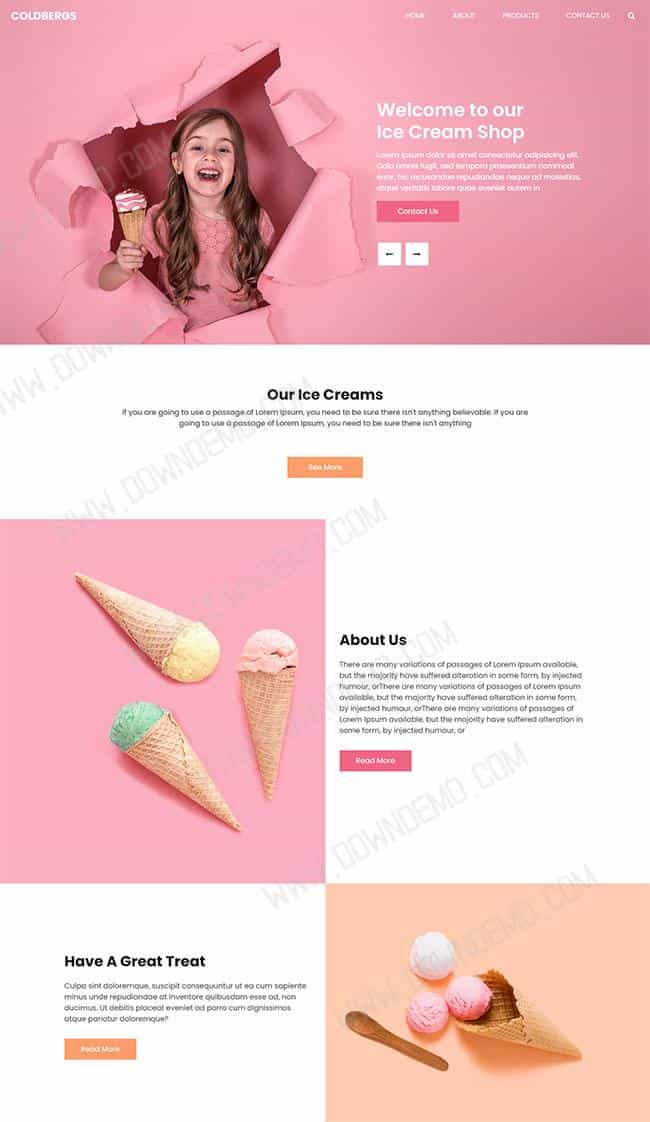 COLDBERGS
HOME ABOUT PRODUCTS CONTACT US
Welcome to our
Ice Cream Shop
Lorem ipsum dolor sit amet consectetur adipisicing elit.
Odio omnis fugit, sed tempora praesentium commodi
error, hic recusandae repudiandae neque ad molestias,
atque veritatis labore quae eveniet autem in
Contact Us
Our Ice Creams
If you are going to use a passage of Lorem Ipsum, you need to be sure there isn't anything believable. If you are
going to use a passage of Lorem Ipsum, you need to be sure there isn't anything
See More
About Us
There are many variations of passages of Lorem Ipsum available,
but the majority have suffered alteration in some form, by injected
humour, orThere are many variations of passages of Lorem Ipsum
available, but the majority have suffered alteration in some form,
by injected humour, orThere are many variations of passages of
Lorem Ipsum available, but the majority have suffered alteration in
some form, by injected humour, or
Read More
Have A Great Treat
Culpa sint doloremque, suscipit consequuntur ut ea cum sapiente
minus unde repudiandae at inventore quibusdam esse ad, non
ducimus. Ut debitis placeat eveniet ad porro cum dignissimos
atque pariatur doloremque?
Read More
WWW.DOWNDEMO.COM
WWW.DOWNDEMO.COM
WWW.DOWNDEMO.COM